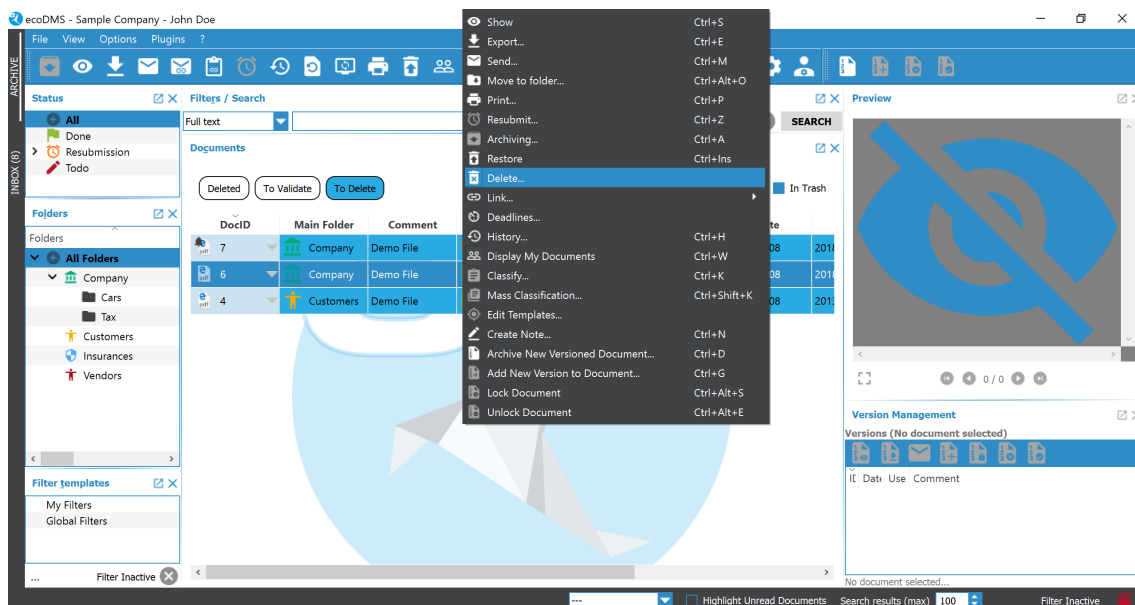 ecoDMS - Sample Company - John Doe
File View Options Plugins ?
ARCHIVE
INBOX (8)
Status
All
Done
Resubmission
Todo
Folders
Folders
All Folders
Company
Cars
Tax
Customers
Insurances
Vendors
Filter templates
My Filters
Global Filters
... Filter Inactive
Filters / Search
Full text
SEARCH
Documents
Deleted To Validate To Delete
In Trash
DocID Main Folder Comment
7 Company Demo File 08
6 Company Demo File 08
4 Customers Demo File 08
Show Ctrl+S
Export... Ctrl+E
Send... Ctrl+M
Move to folder... Ctrl+Alt+O
Print... Ctrl+P
Resubmit... Ctrl+Z
Archiving... Ctrl+A
Restore Ctrl+Ins
Delete...
Link...
Deadlines...
History... Ctrl+H
Display My Documents Ctrl+W
Classify... Ctrl+K
Mass Classification... Ctrl+Shift+K
Edit Templates...
Create Note... Ctrl+N
Archive New Versioned Document... Ctrl+D
Add New Version to Document... Ctrl+G
Lock Document Ctrl+Alt+S
Unlock Document Ctrl+Alt+E
Preview
0 / 0
Version Management
Versions (No document selected)
Use Comment
No document selected...
--- Highlight Unread Documents Search results (max) 100 Filter Inactive